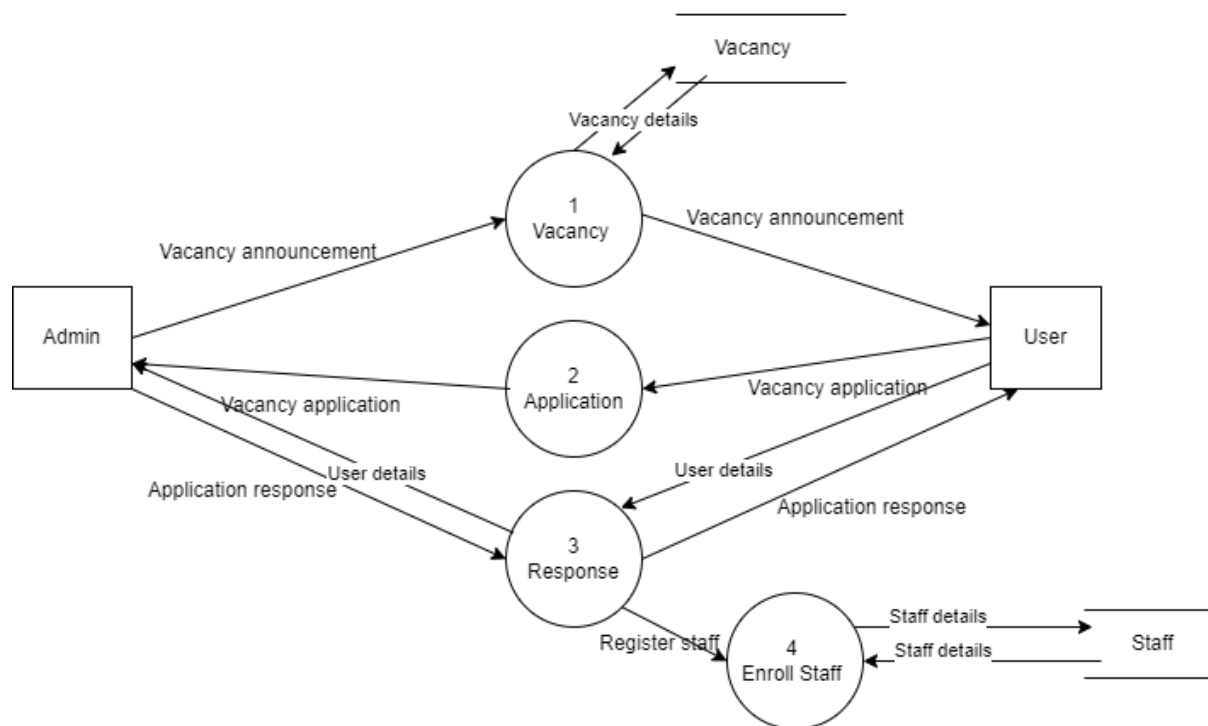 Vacancy
Vacancy details
1
Vacancy
Vacancy announcement
Vacancy announcement
Admin
User
2
Application
Vacancy application
Vacancy application
User details
User details
Application response
Application response
3
Response
Register staff
4
Enroll Staff
Staff details
Staff details
Staff